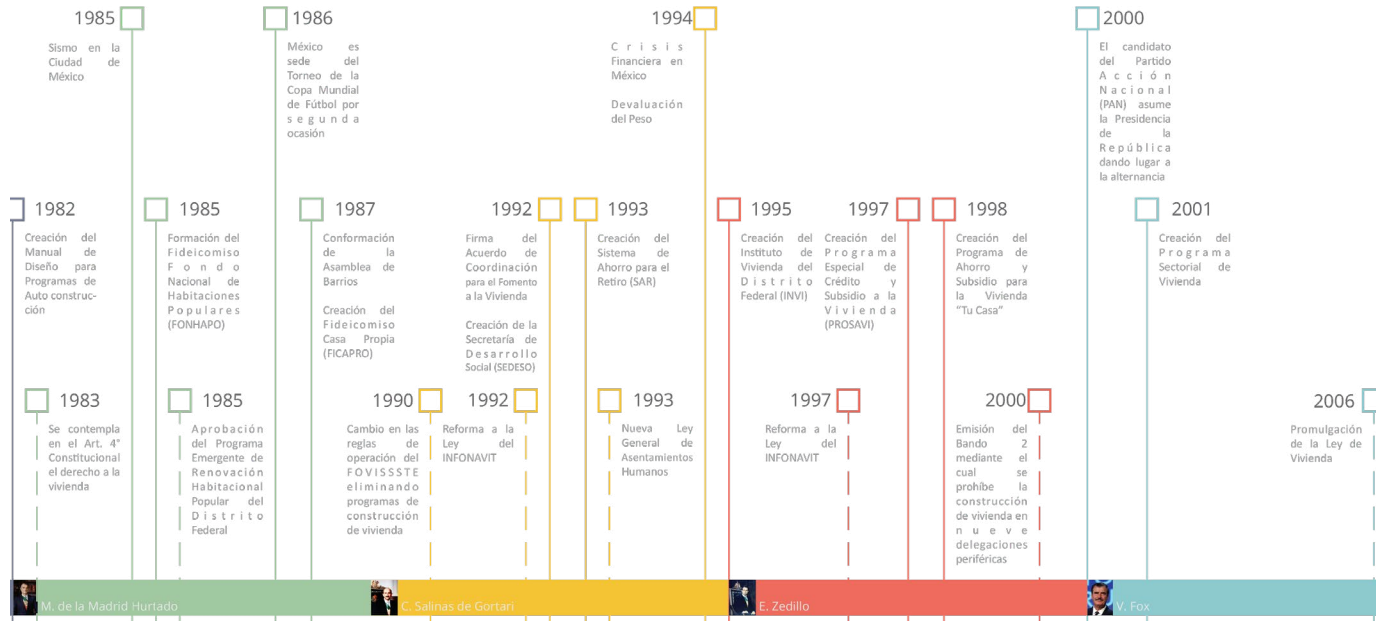 1985
Sismo en la
Ciudad de
México
1986
México es
sede del
Torneo de la
Copa Mundial
de Fútbol por
segunda
ocasión
1994
Crisis
Financiera en
México
Devaluación
del Peso
2000
El candidato
del Partido
Acción
Nacional
(PAN) asume
la Presidencia
de la
República
dando lugar a
la alternancia
1982
Creación del
Manual de
Diseño para
Programas de
Auto construc-
ción
1985
Formación del
Fideicomiso
Fondo
Nacional de
Habitaciones
Populares
(FONHAPO)
1987
Conformación
de la
Asamblea de
Barrios
Creación del
Fideicomiso
Casa Propia
(FICAPRO)
1992
Firma del
Acuerdo de
Coordinación
para el Fomento
a la Vivienda
Creación de la
Secretaría de
Desarrollo
Social (SEDESO)
1993
Creación del
Sistema de
Ahorro para el
Retiro (SAR)
1995
Creación del
Instituto de
Vivienda del
Distrito
Federal (INVI)
1997
Creación del
Programa
Especial de
Crédito y
Subsidio a la
Vivienda
(PROSAVI)
1998
Creación del
Programa de
Ahorro y
Subsidio para
la Vivienda
"Tu Casa"
2001
Creación del
Programa
Sectorial de
Vivienda
1983
Se contempla
en el Art. 4°
Constitucional
el derecho a la
vivienda
1985
Aprobación
del Programa
Emergente de
Renovación
Habitacional
Popular del
Distrito
Federal
1990
Cambio en las
reglas de
operación del
FOVISSSTE
eliminando
programas de
construcción
de vivienda
1992
Reforma a la
Ley del
INFONAVIT
1993
Nueva Ley
General de
Asentamientos
Humanos
1997
Reforma a la
Ley del
INFONAVIT
2000
Emisión del
Bando 2
mediante el
cual se
prohíbe la
construcción
de vivienda en
nueve
delegaciones
periféricas
2006
Promulgación
de la Ley de
Vivienda
M. de la Madrid Hurtado
C. Salinas de Gortari
E. Zedillo
V. Fox